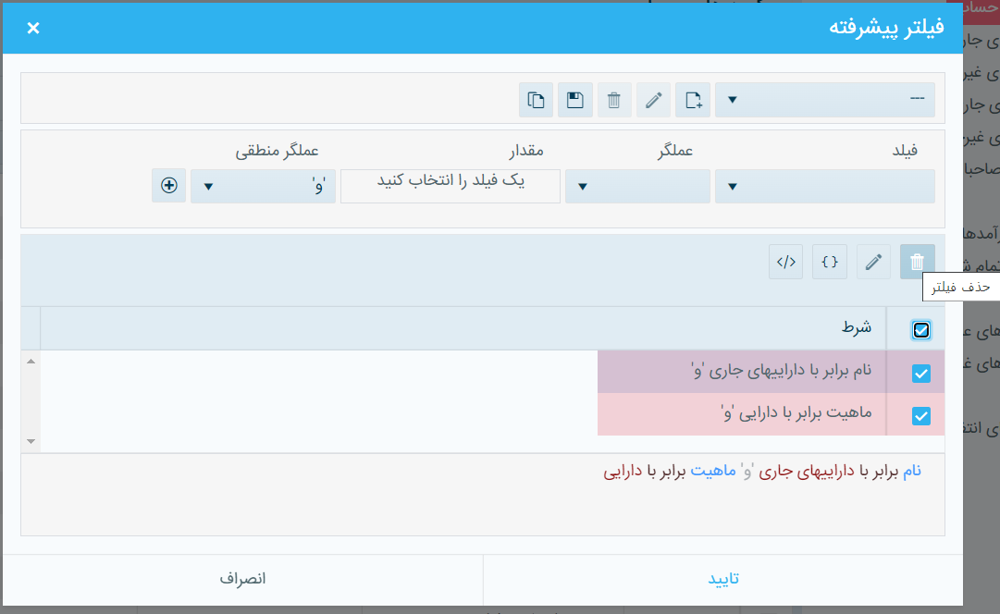 فیلتر پیشرفته
---
فیلد
عملگر
مقدار
عملگر منطقی
یک فیلد را انتخاب کنید
'و'
{ }
</>
حذف فیلتر
شرط
نام برابر با داراییهای جاری 'و'
ماهیت برابر با دارایی 'و'
نام برابر با داراییهای جاری 'و' ماهیت برابر با دارایی
تایید
انصراف